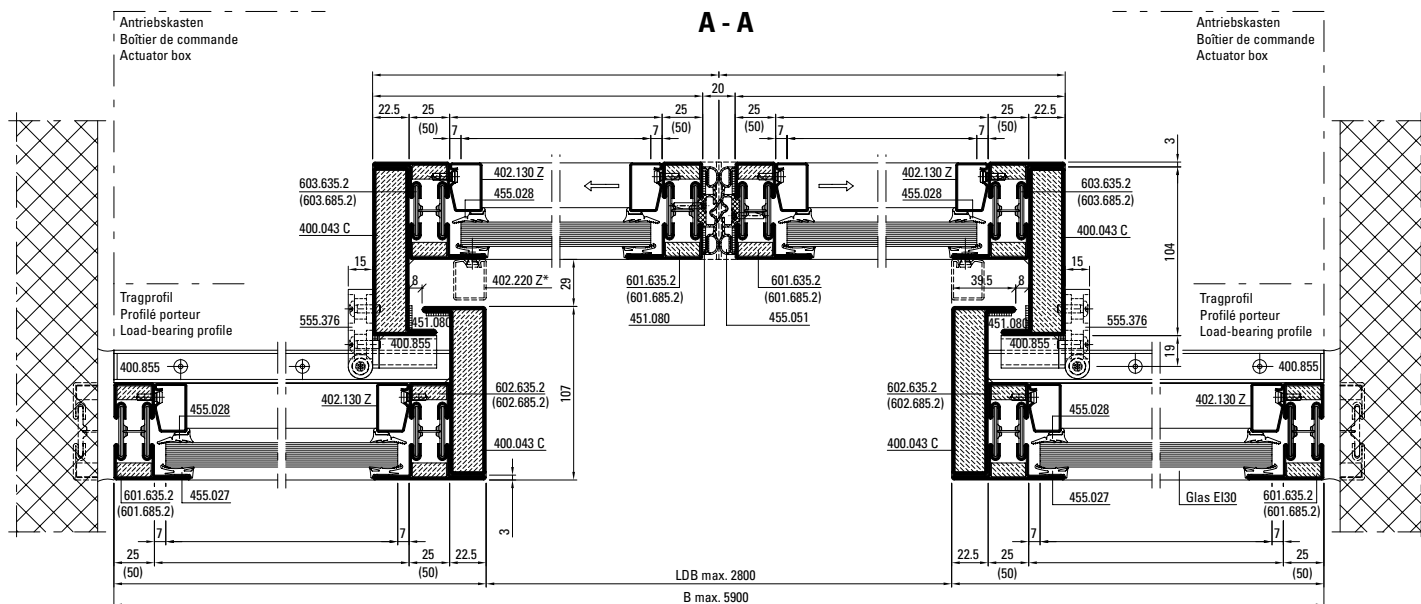 A - A
Antriebskasten
Boîtier de commande
Actuator box
Antriebskasten
Boîtier de commande
Actuator box
20
22.5
25
(50)
7
7
25
(50)
25
(50)
7
7
25
(50)
22.5
3
402.130 Z
455.028
402.130 Z
455.028
603.635.2
(603.685.2)
400.043 C
603.635.2
(603.685.2)
400.043 C
104
15
8
402.220 Z*
29
601.635.2
(601.685.2)
451.080
601.635.2
(601.685.2)
455.051
39.5
8
15
Tragprofil
Profilé porteur
Load-bearing profile
555.376
451.080
400.855
451.080
400.855
555.376
Tragprofil
Profilé porteur
Load-bearing profile
19
400.855
400.855
455.028
402.130 Z
602.635.2
(602.685.2)
400.043 C
107
602.635.2
(602.685.2)
400.043 C
455.028
402.130 Z
601.635.2
(601.685.2)
455.027
3
455.027
Glas EI30
601.635.2
(601.685.2)
7
7
7
7
25
(50)
25
(50)
22.5
22.5
25
(50)
25
(50)
LDB max. 2800
B max. 5900